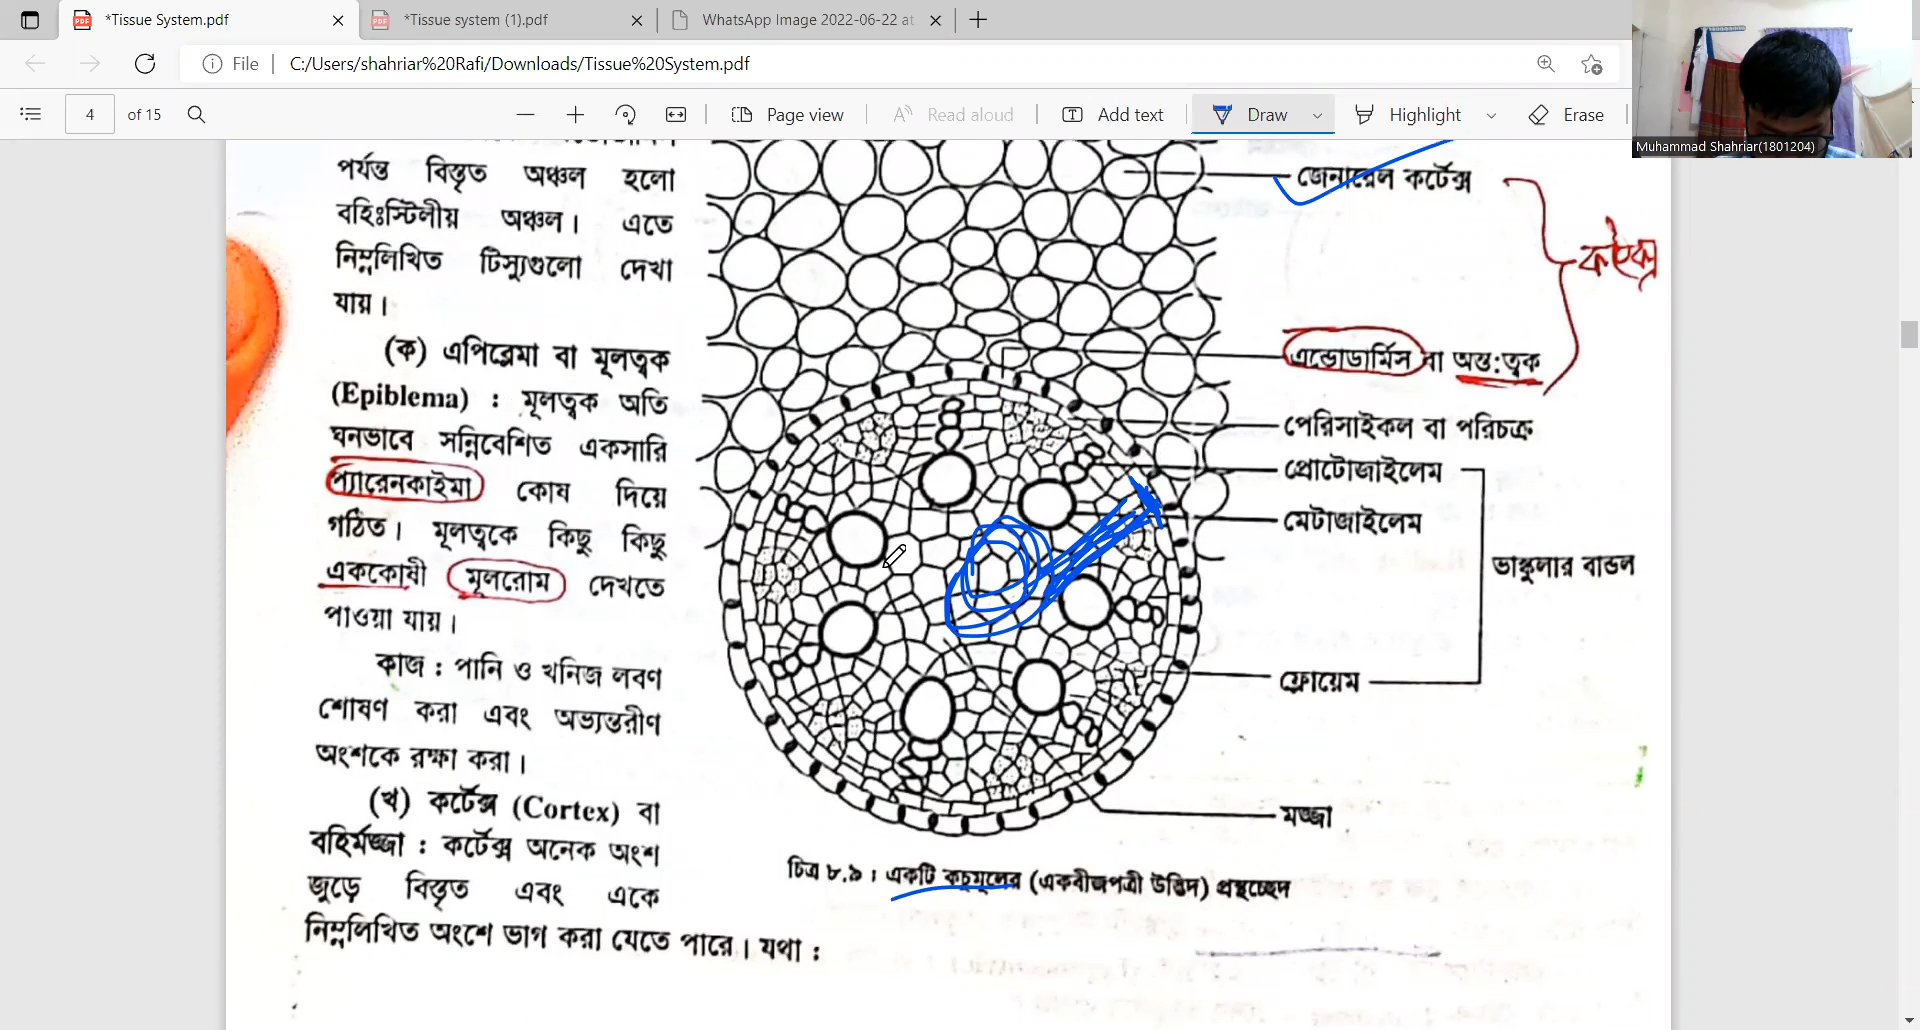 *Tissue System.pdf
*Tissue system (1).pdf
WhatsApp Image 2022-06-22 at
File
C:/Users/shahriar%20Rafi/Downloads/Tissue%20System.pdf
4 of 15
Page view
Read aloud
Add text
Draw
Highlight
Erase
Muhammad Shahriar(1801204)
পর্যন্ত বিস্তৃত অঞ্চল হলো
বহিঃস্টিলীয় অঞ্চল। এতে
নিম্নলিখিত টিস্যুগুলো দেখা
যায়।
(ক) এপিব্লেমা বা মূলত্বক
(Epiblema) : মূলত্বক অতি
ঘনভাবে সন্নিবেশিত একসারি
প্যারেনকাইমা কোষ দিয়ে
গঠিত। মূলত্বকে কিছু কিছু
এককোষী মূলরোম দেখতে
পাওয়া যায়।
কাজ : পানি ও খনিজ লবণ
শোষণ করা এবং অভ্যন্তরীণ
অংশকে রক্ষা করা।
(খ) কর্টেক্স (Cortex) বা
বহির্মজ্জা : কর্টেক্স অনেক অংশ
জুড়ে বিস্তৃত এবং একে
নিম্নলিখিত অংশে ভাগ করা যেতে পারে। যথা :
জেনারেল কর্টেক্স
এন্ডোডার্মিস বা অন্ত:ত্বক
পেরিসাইকল বা পরিচক্র
প্রোটোজাইলেম
মেটাজাইলেম
ভাস্কুলার বান্ডল
ফ্লোয়েম
মজ্জা
চিত্র ৮.৯ : একটি কচুমূলের (একবীজপত্রী উদ্ভিদ) প্রস্থচ্ছেদ